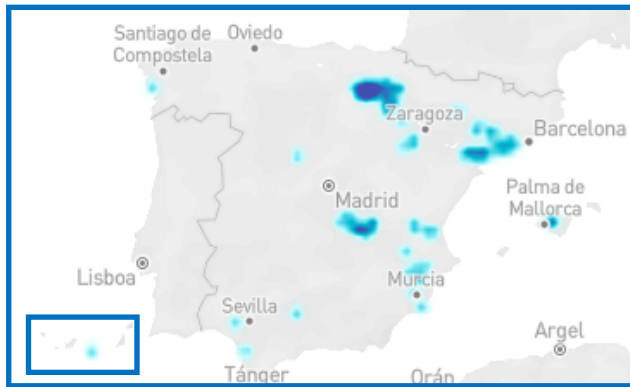 Santiago de
Compostela
Oviedo
Zaragoza
Barcelona
Madrid
Palma de
Mallorca
Lisboa
Murcia
Sevilla
Argel
Tánger
Orán